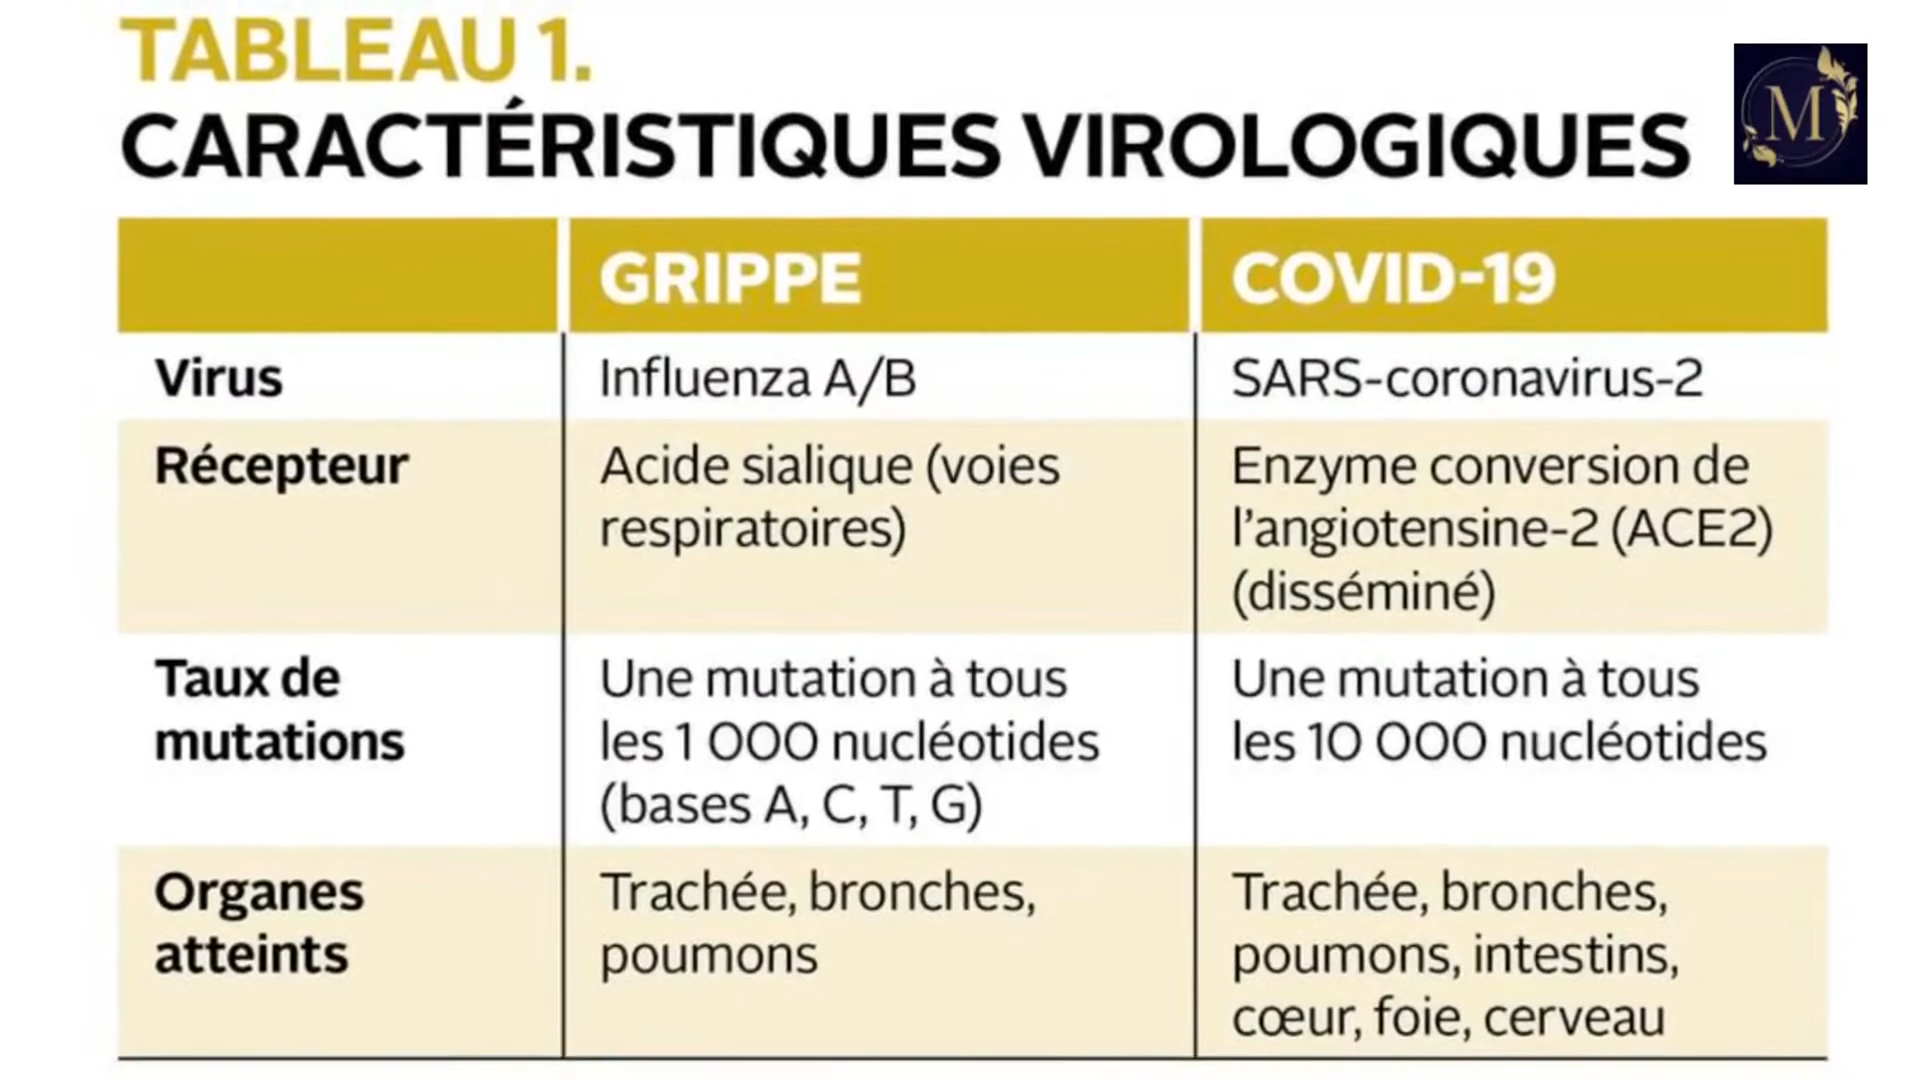 TABLEAU 1.
CARACTÉRISTIQUES VIROLOGIQUES
M
GRIPPE
COVID-19
Virus
Influenza A/B
SARS-coronavirus-2
Récepteur
Acide sialique (voies
respiratoires)
Enzyme conversion de
l'angiotensine-2 (ACE2)
(disséminé)
Taux de
mutations
Une mutation à tous
les 1 000 nucléotides
(bases A, C, T, G)
Une mutation à tous
les 10 000 nucléotides
Organes
atteints
Trachée, bronches,
poumons
Trachée, bronches,
poumons, intestins,
cœur, foie, cerveau